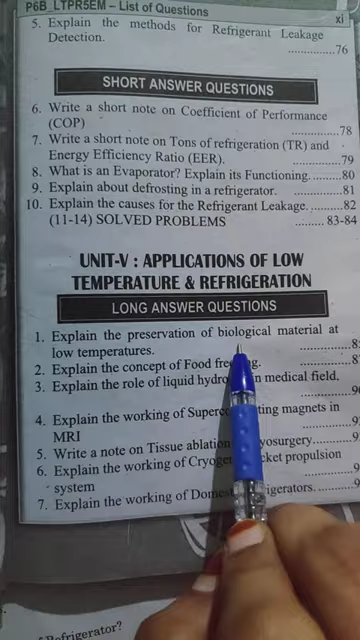 P6B_LTPR5EM – List of Questions
xi
5. Explain the methods for Refrigerant Leakage
Detection. ..............76
SHORT ANSWER QUESTIONS
6. Write a short note on Coefficient of Performance
(COP) ..............78
7. Write a short note on Tons of refrigeration (TR) and
Energy Efficiency Ratio (EER). ..............79
8. What is an Evaporator? Explain its Functioning. ........80
9. Explain about defrosting in a refrigerator. ..............81
10. Explain the causes for the Refrigerant Leakage. ........82
(11-14) SOLVED PROBLEMS ......... 83-84
UNIT-V : APPLICATIONS OF LOW
TEMPERATURE & REFRIGERATION
LONG ANSWER QUESTIONS
1. Explain the preservation of biological material at
low temperatures.
2. Explain the concept of Food
3. Explain the role of liquid in medical field.
4. Explain the working of magnets in
MRI
5. Write a note on Tissue ablation
6. Explain the working of propulsion
system
7. Explain the working of
Refrigerator?